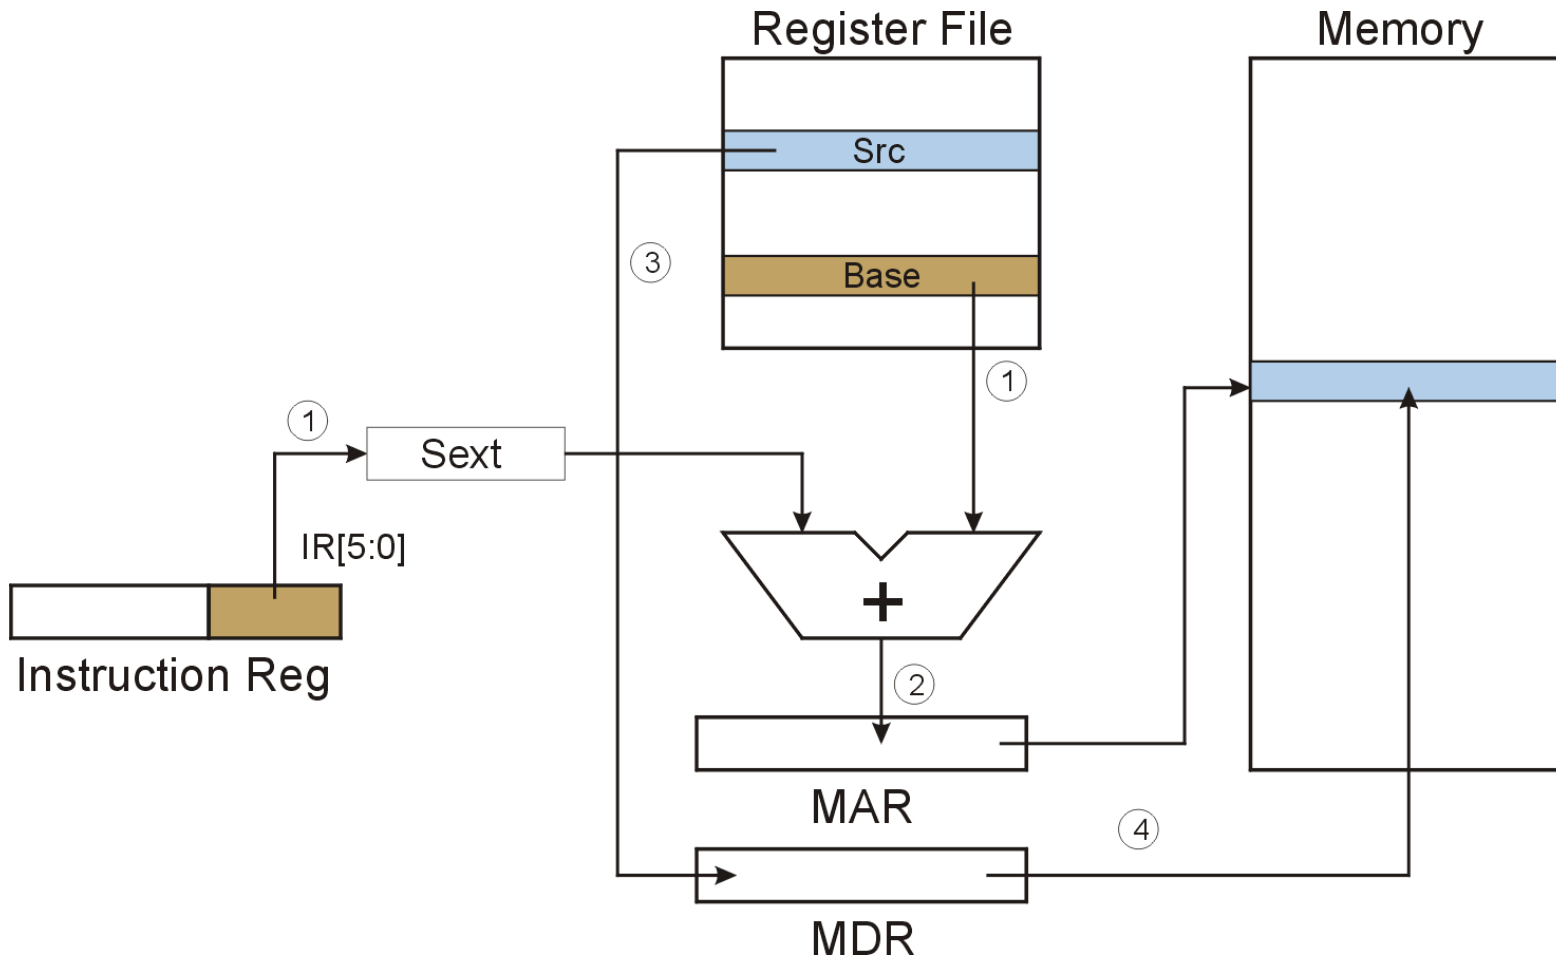 Register File
Memory
Src
3
Base
1
1
Sext
IR[5:0]
+
Instruction Reg
2
MAR
4
MDR